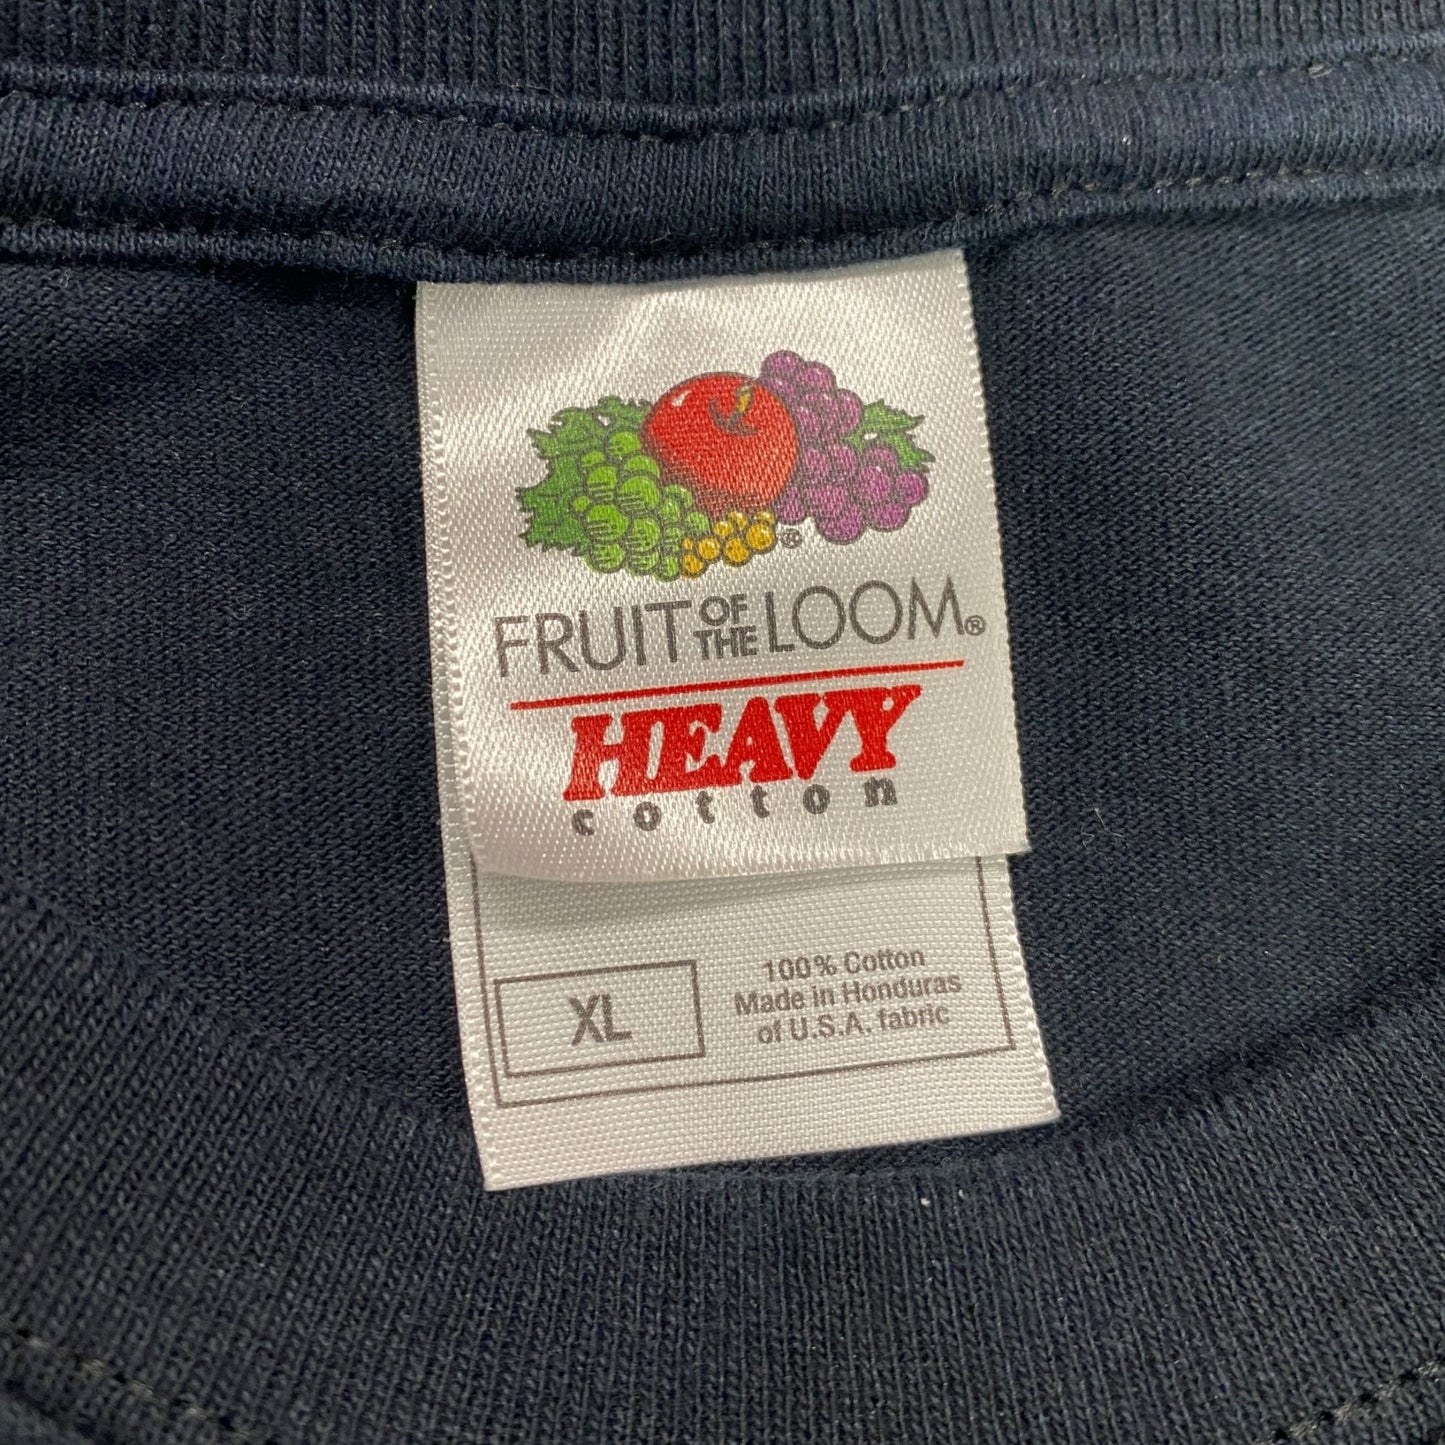 ®
FRUIT OF THE LOOM®
HEAVY
cotton
XL
100% Cotton
Made in Honduras
of U.S.A. fabric